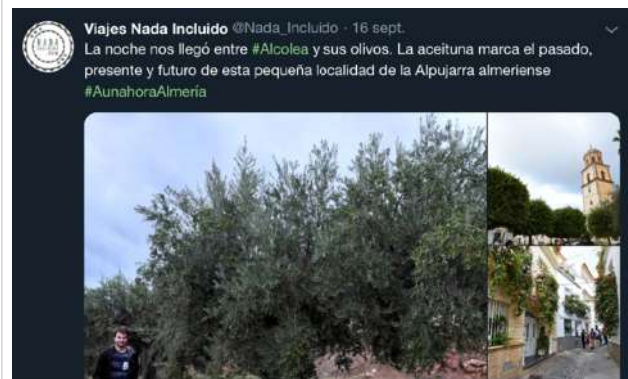 Viajes Nada Incluido @Nada_Incluido · 16 sept.
La noche nos llegó entre #Alcolea y sus olivos. La aceituna marca el pasado,
presente y futuro de esta pequeña localidad de la Alpujarra almeriense
#AunahoraAlmería
NADA